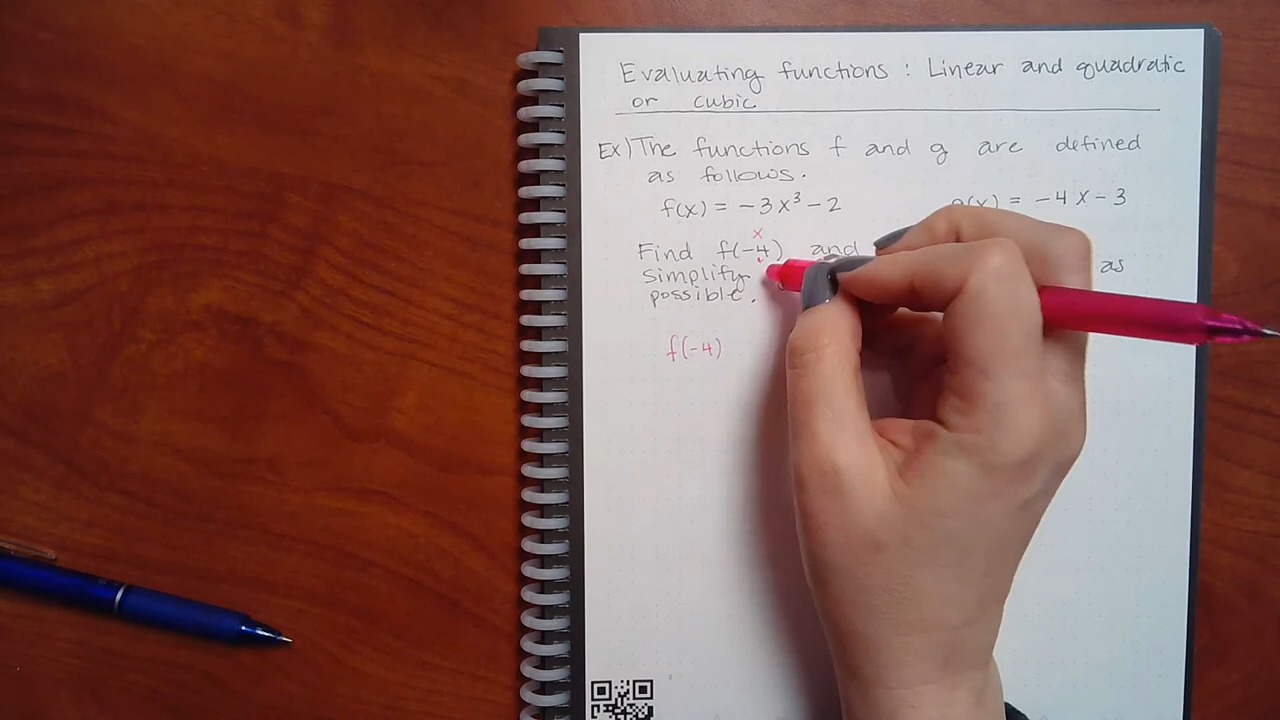 Evaluating functions : Linear and quadratic
or cubic
Ex) The functions f and g are defined
as follows.
f(x) = -3x³ - 2 g(x) = -4x - 3
x
Find f(-4) and
simplify as
possible.
f(-4)